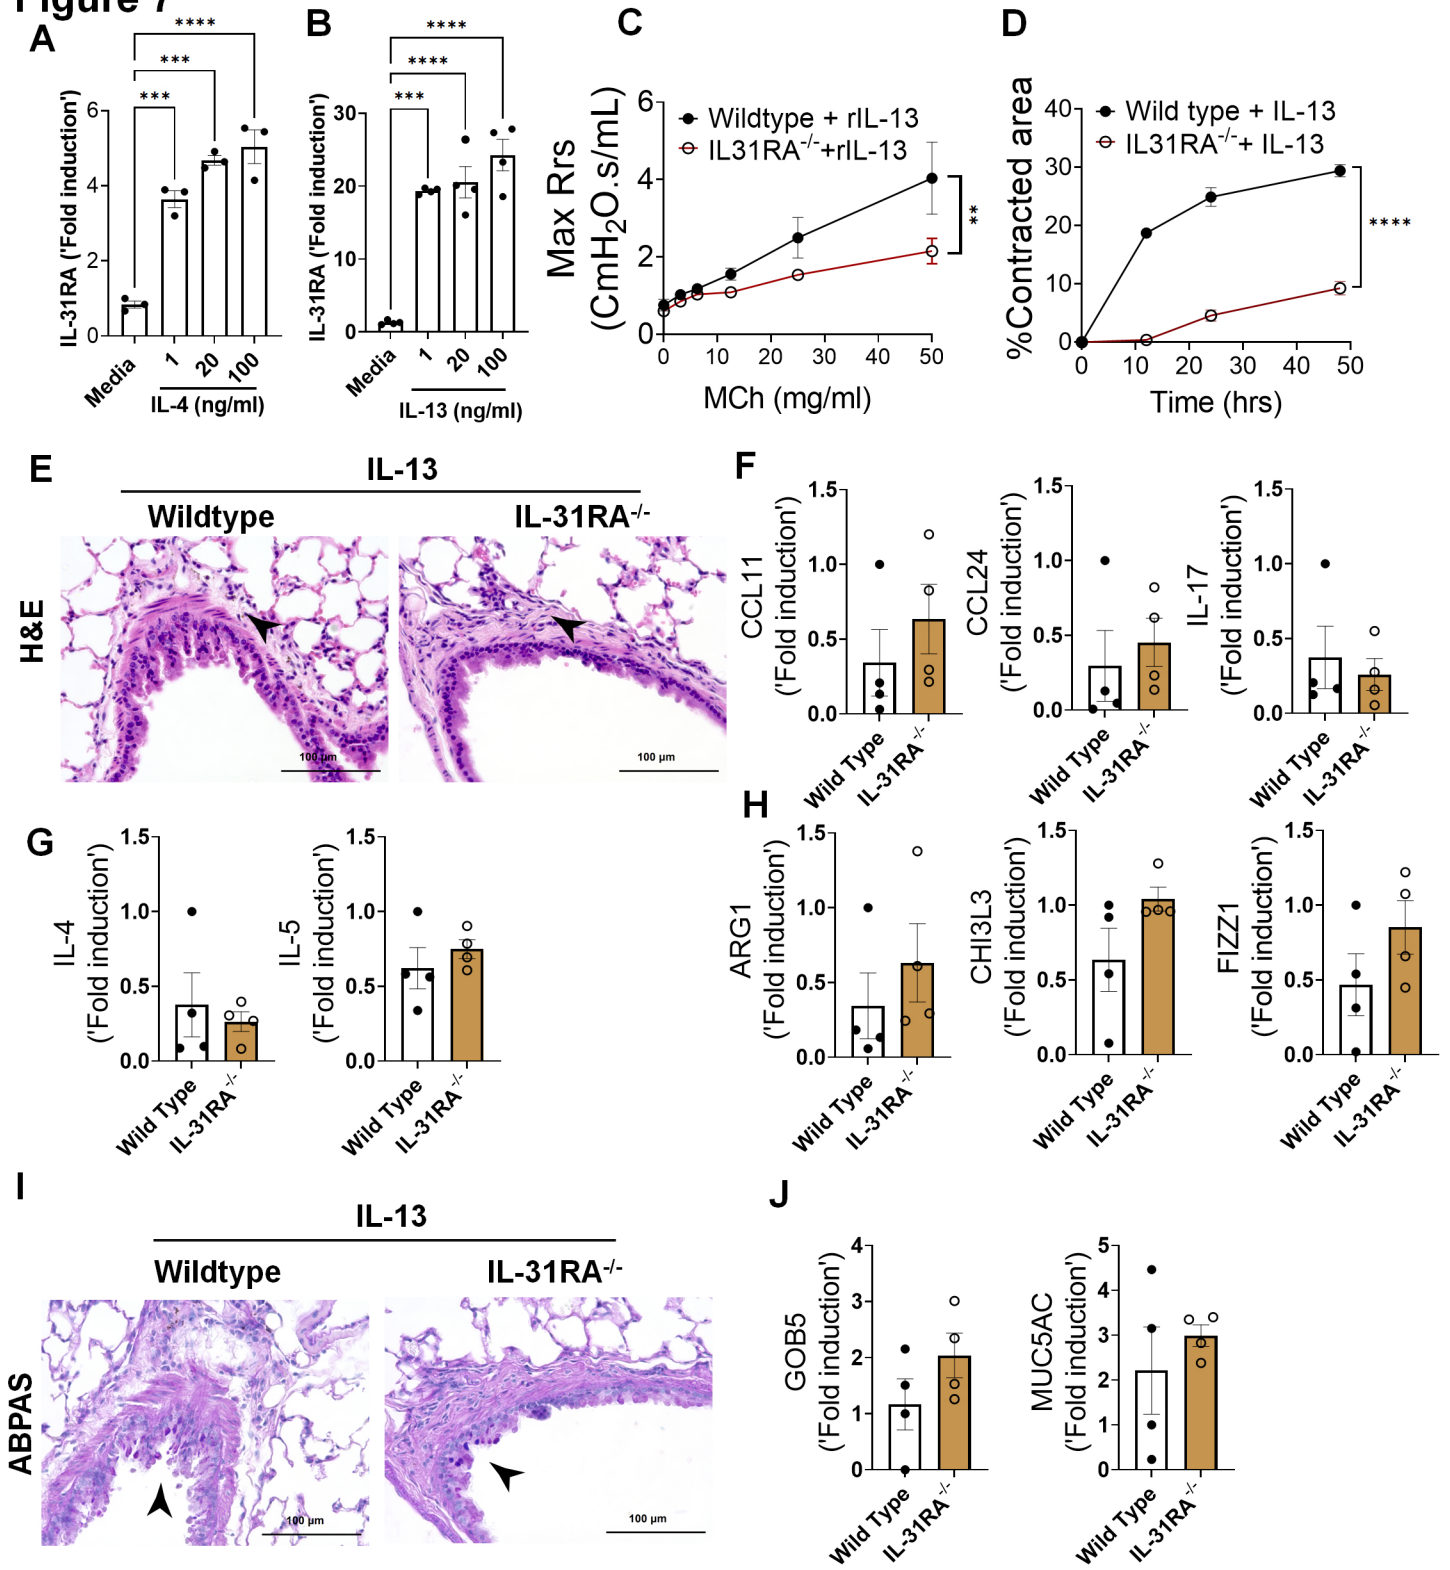 Figure 7
A
****
***
***
IL-31RA ('Fold induction')
6
4
2
0
Media
1
20
100
IL-4 (ng/ml)
B
****
****
***
IL-31RA ('Fold induction')
30
20
10
0
Media
1
20
100
IL-13 (ng/ml)
C
Max Rrs
(CmH2O.s/mL)
6
4
2
0
Wildtype + rIL-13
IL31RA-/-+rIL-13
**
0
10
20
30
40
50
MCh (mg/ml)
D
%Contracted area
40
30
20
10
0
Wild type + IL-13
IL31RA-/-+ IL-13
****
0
10
20
30
40
50
Time (hrs)
E
IL-13
Wildtype
IL-31RA-/-
H&E
100 µm
100 µm
F
CCL11
('Fold induction')
1.5
1.0
0.5
0.0
Wild Type
IL-31RA-/-
CCL24
('Fold induction')
1.5
1.0
0.5
0.0
Wild Type
IL-31RA-/-
IL-17
('Fold induction')
1.5
1.0
0.5
0.0
Wild Type
IL-31RA-/-
G
IL-4
('Fold induction')
1.5
1.0
0.5
0.0
Wild Type
IL-31RA-/-
IL-5
('Fold induction')
1.5
1.0
0.5
0.0
Wild Type
IL-31RA-/-
H
ARG1
('Fold induction')
1.5
1.0
0.5
0.0
Wild Type
IL-31RA-/-
CHI3L3
('Fold induction')
1.5
1.0
0.5
0.0
Wild Type
IL-31RA-/-
FIZZ1
('Fold induction')
1.5
1.0
0.5
0.0
Wild Type
IL-31RA-/-
I
IL-13
Wildtype
IL-31RA-/-
ABPAS
100 µm
100 µm
J
GOB5
('Fold induction')
4
3
2
1
0
Wild Type
IL-31RA-/-
MUC5AC
('Fold induction')
5
4
3
2
1
0
Wild Type
IL-31RA-/-